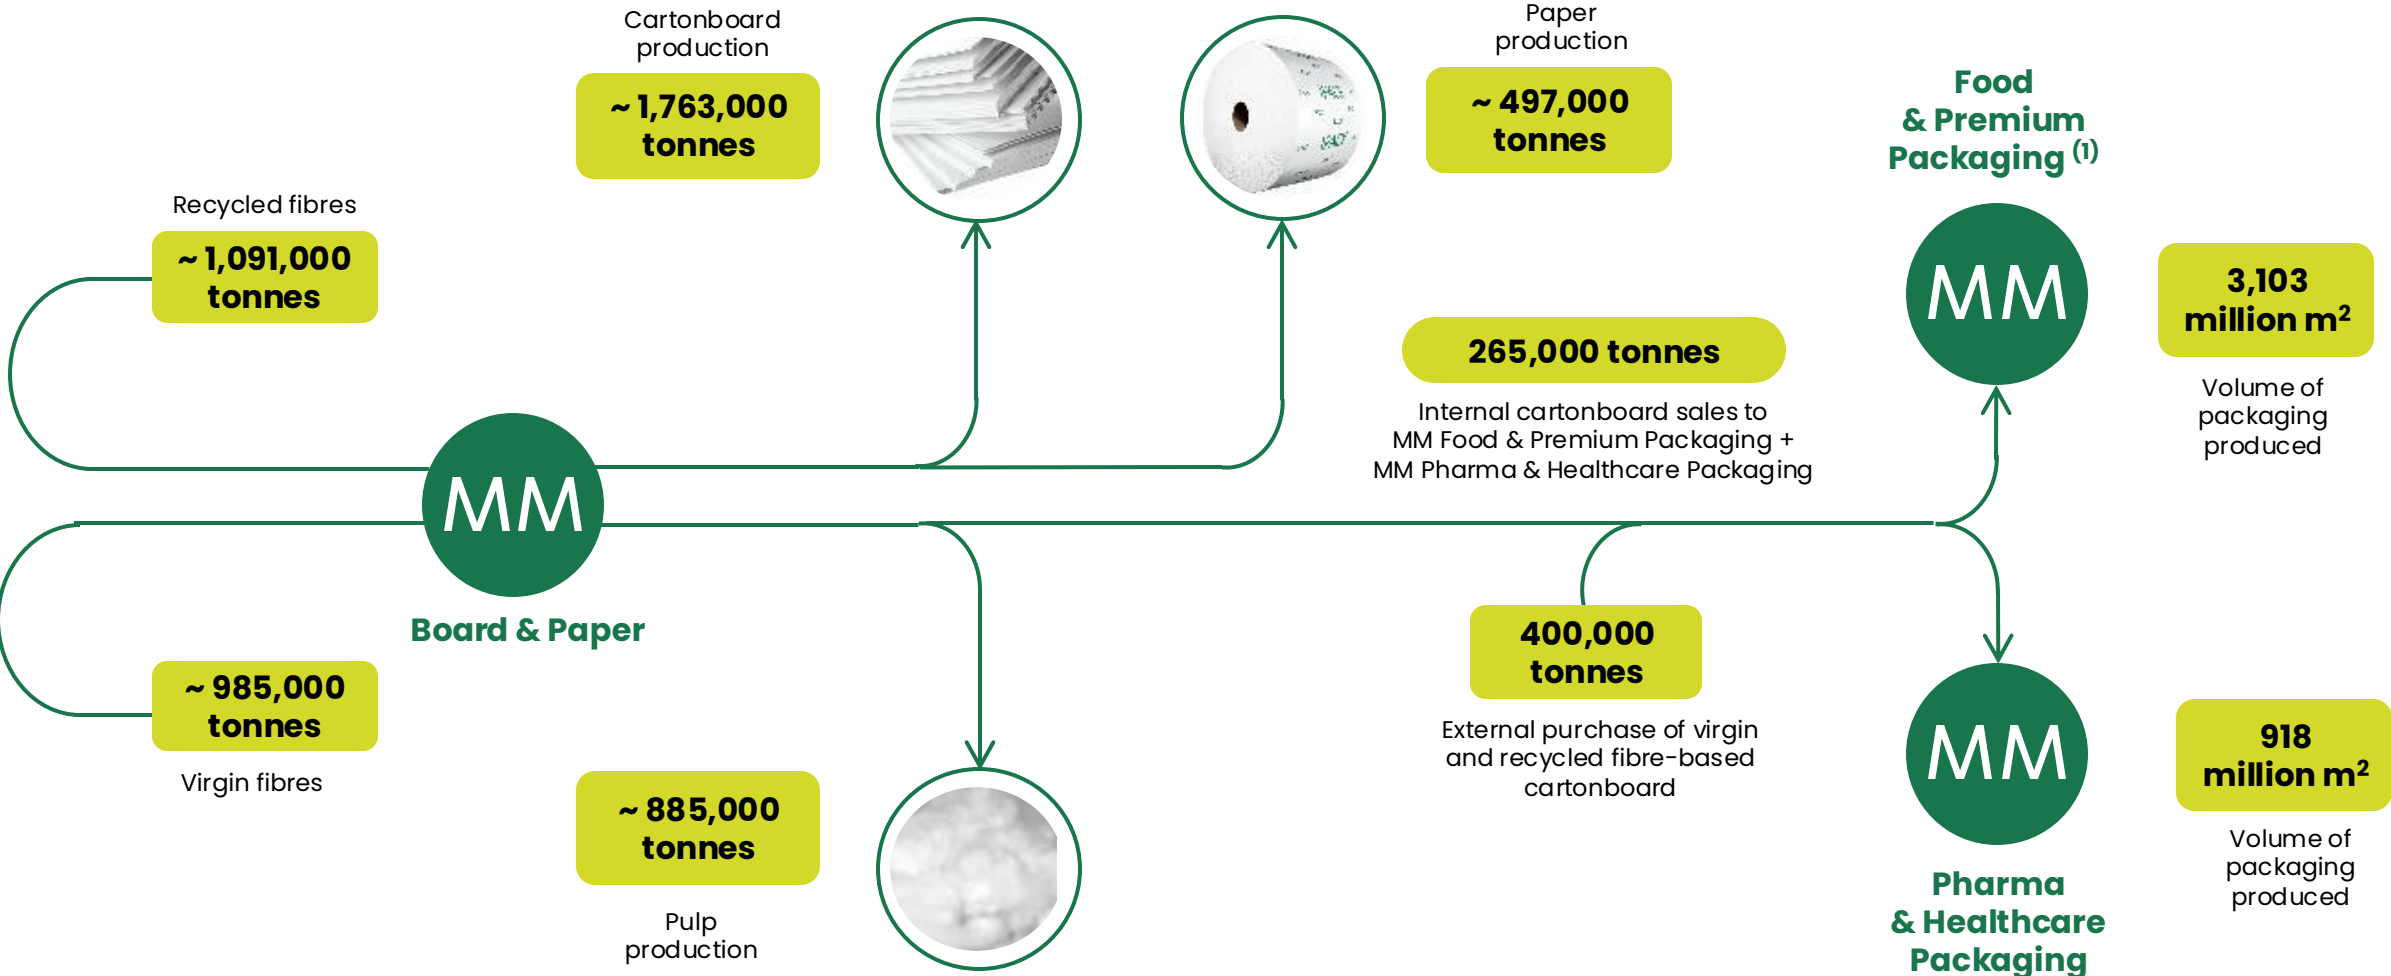 Cartonboard
production
~ 1,763,000
tonnes
Paper
production
~ 497,000
tonnes
Food
& Premium
Packaging (1)
MM
3,103
million m²
Volume of
packaging
produced
Recycled fibres
~ 1,091,000
tonnes
265,000 tonnes
Internal cartonboard sales to
MM Food & Premium Packaging +
MM Pharma & Healthcare Packaging
MM
Board & Paper
~ 985,000
tonnes
Virgin fibres
~ 885,000
tonnes
Pulp
production
400,000
tonnes
External purchase of virgin
and recycled fibre-based
cartonboard
MM
Pharma
& Healthcare
Packaging
918
million m²
Volume of
packaging
produced